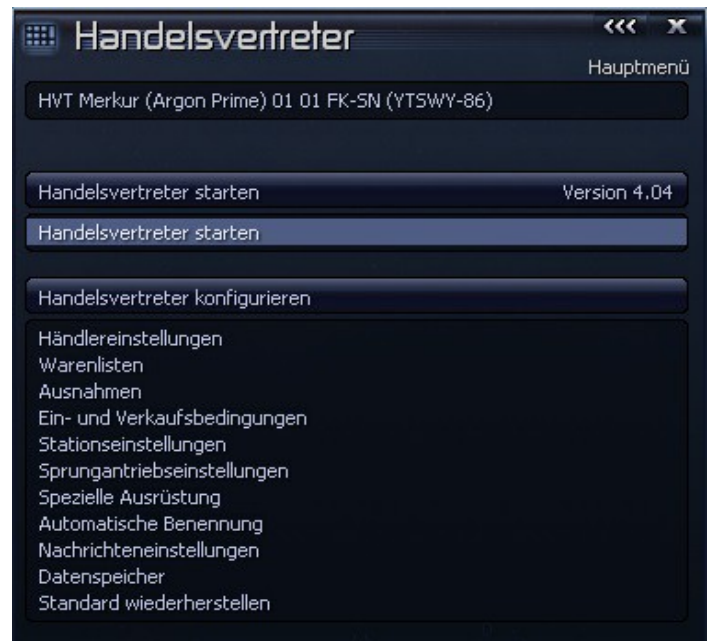 Handelsvertreter
<<< X
Hauptmenü
HVT Merkur (Argon Prime) 01 01 FK-SN (YTSWY-86)
Handelsvertreter starten Version 4.04
Handelsvertreter starten
Handelsvertreter konfigurieren
Händlereinstellungen
Warenlisten
Ausnahmen
Ein- und Verkaufsbedingungen
Stationseinstellungen
Sprungantriebseinstellungen
Spezielle Ausrüstung
Automatische Benennung
Nachrichteneinstellungen
Datenspeicher
Standard wiederherstellen